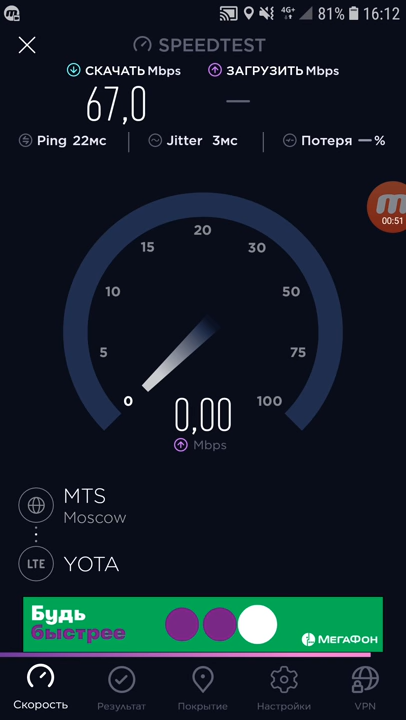 4G+ 81% 16:12
SPEEDTEST
СКАЧАТЬ Mbps ЗАГРУЗИТЬ Mbps
67,0 —
Ping 22мс Jitter 3мс Потеря —%
00:51
20
15 30
10 50
5 75
0 100
0,00
Mbps
MTS
Moscow
LTE YOTA
Будь
быстрее
МЕГАФОН
Скорость Результат Покрытие Настройки VPN